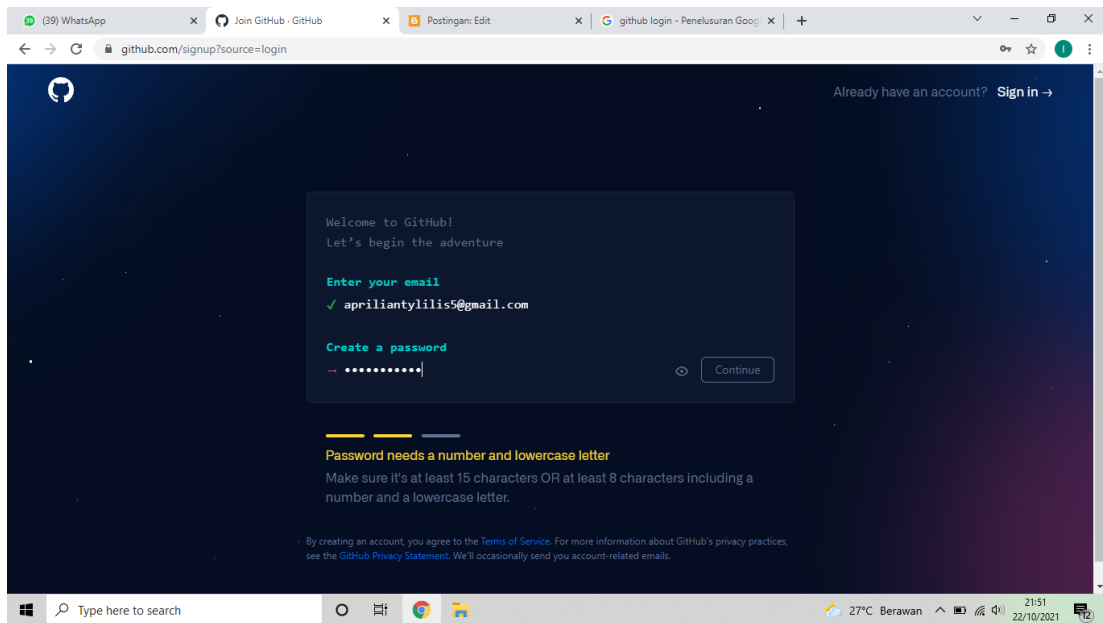 (39) WhatsApp
Join GitHub · GitHub
Postingan: Edit
github login - Penelusuran Goog
github.com/signup?source=login
Already have an account? Sign in →
Welcome to GitHub!
Let's begin the adventure
Enter your email
✓ apriliantylilis5@gmail.com
Create a password
→ •••••••••••
Continue
Password needs a number and lowercase letter
Make sure it's at least 15 characters OR at least 8 characters including a
number and a lowercase letter.
By creating an account, you agree to the Terms of Service. For more information about GitHub's privacy practices,
see the GitHub Privacy Statement. We'll occasionally send you account-related emails.
Type here to search
27°C Berawan
21:51
22/10/2021
12